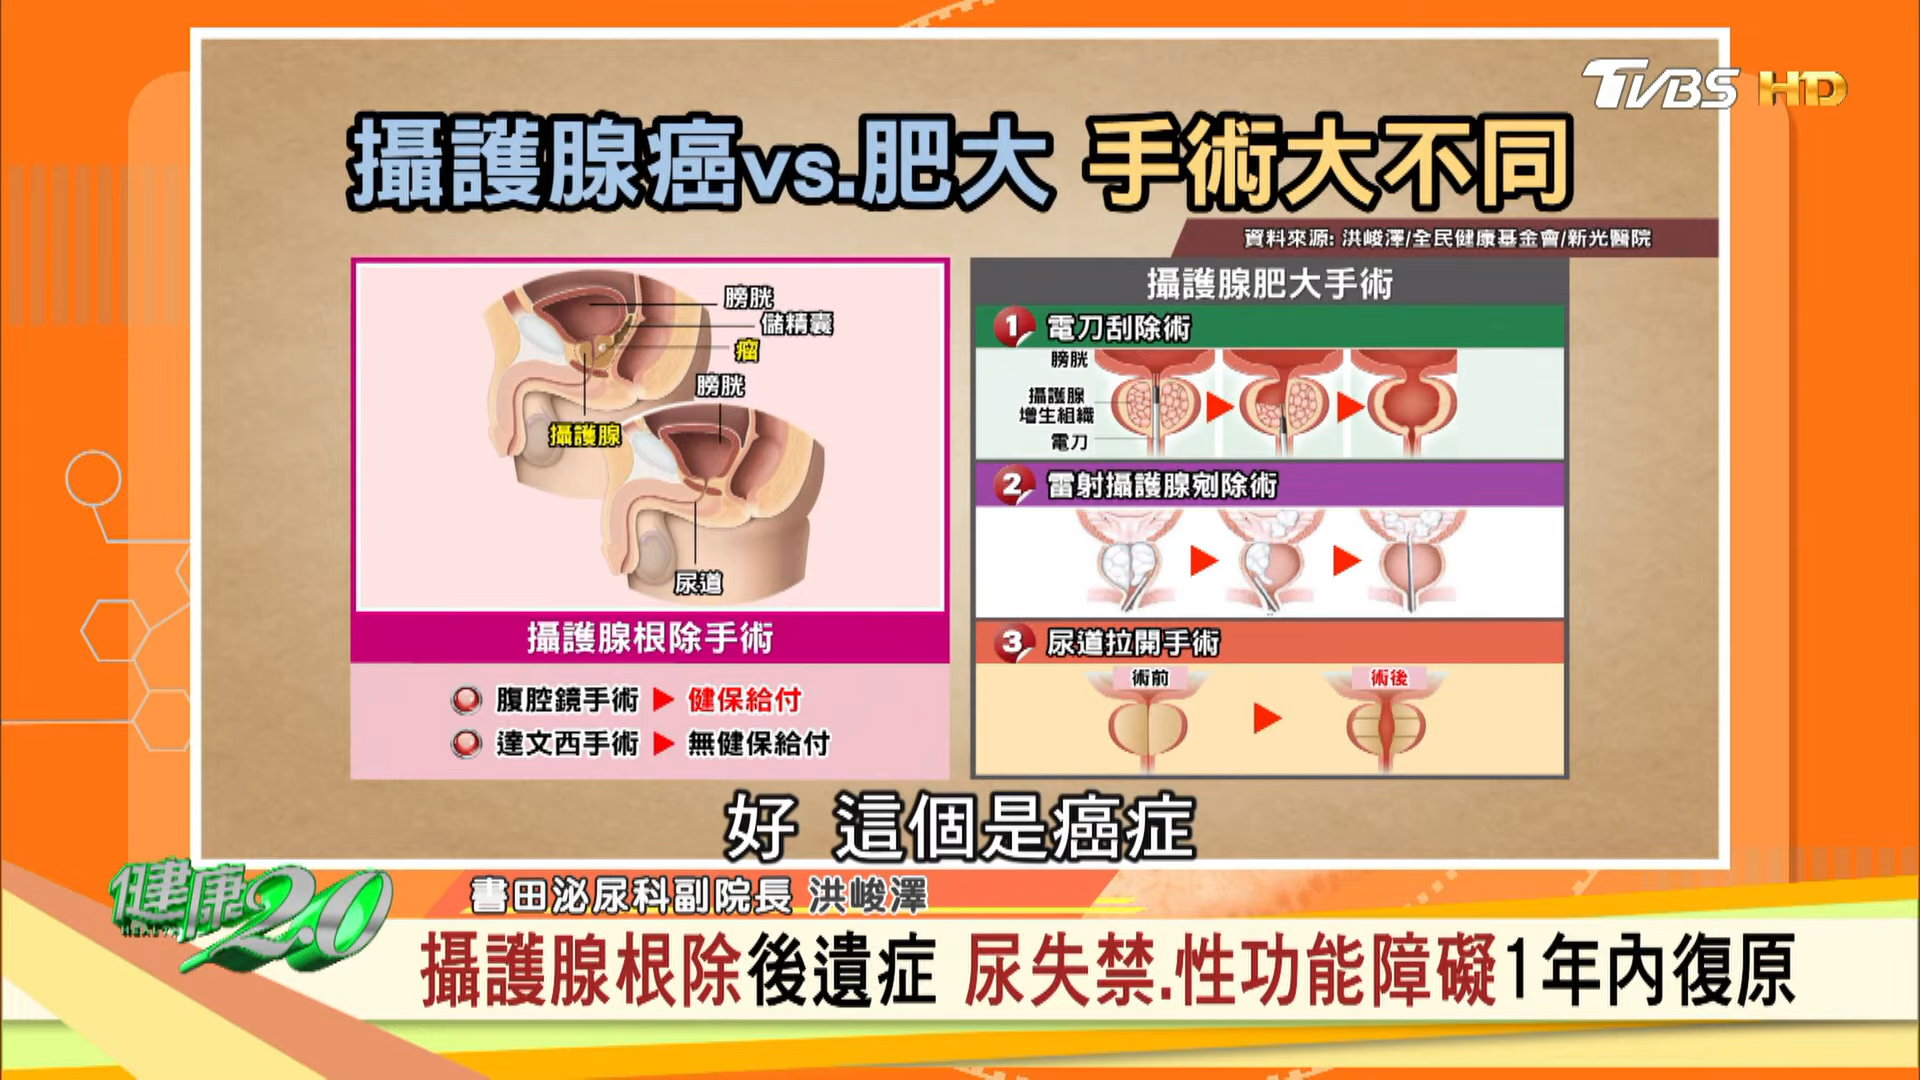 TVBS HD
攝護腺癌vs.肥大 手術大不同
資料來源: 洪峻澤/全民健康基金會/新光醫院
膀胱
儲精囊
瘤
膀胱
攝護腺
尿道
攝護腺根除手術
腹腔鏡手術 ▶ 健保給付
達文西手術 ▶ 無健保給付
攝護腺肥大手術
1 電刀刮除術
膀胱
攝護腺
增生組織
電刀
2 雷射攝護腺剜除術
3 尿道拉開手術
術前
術後
好 這個是癌症
健康2.0
HEALTH
書田泌尿科副院長 洪峻澤
攝護腺根除後遺症 尿失禁.性功能障礙1年內復原